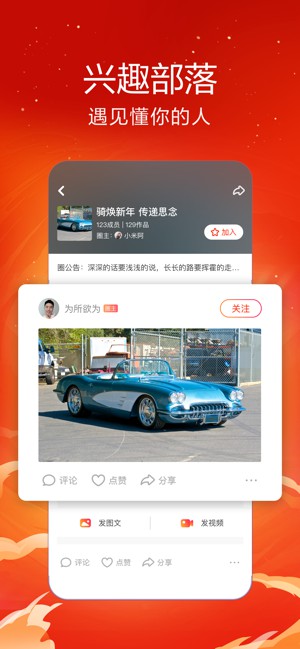 兴趣部落
遇见懂你的人
骑焕新年 传递思念
123成员 | 129作品
圈主： 小米阿
加入
圈公告：深深的话要浅浅的说，长长的路要挥霍的走...
为所欲为 圈主
关注
评论 点赞 分享
发图文 发视频
评论 点赞 分享